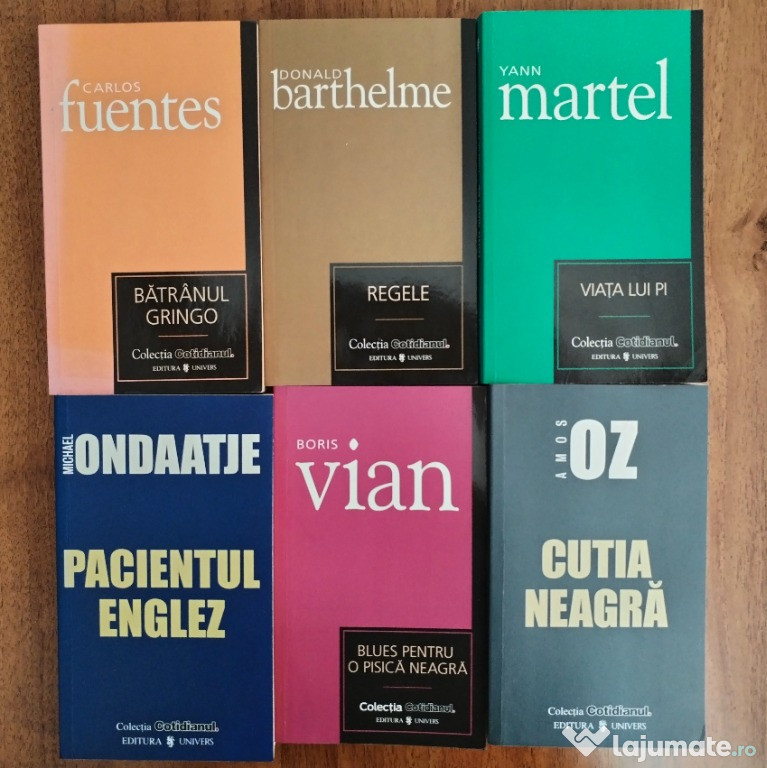 CARLOS
fuentes
BĂTRÂNUL
GRINGO
Colecția Cotidianul.
EDITURA UNIVERS
DONALD
barthelme
REGELE
Colecția Cotidianul.
EDITURA UNIVERS
YANN
martel
VIAȚA LUI PI
Colecția Cotidianul.
EDITURA UNIVERS
MICHAEL
ONDAATJE
PACIENTUL
ENGLEZ
Colecția Cotidianul.
EDITURA UNIVERS
BORIS
vian
BLUES PENTRU
O PISICĂ NEAGRĂ
Colecția Cotidianul.
EDITURA UNIVERS
AMOS
OZ
CUTIA
NEAGRĂ
Colecția Cotidianul.
EDITURA UNIVERS
lajumate.ro